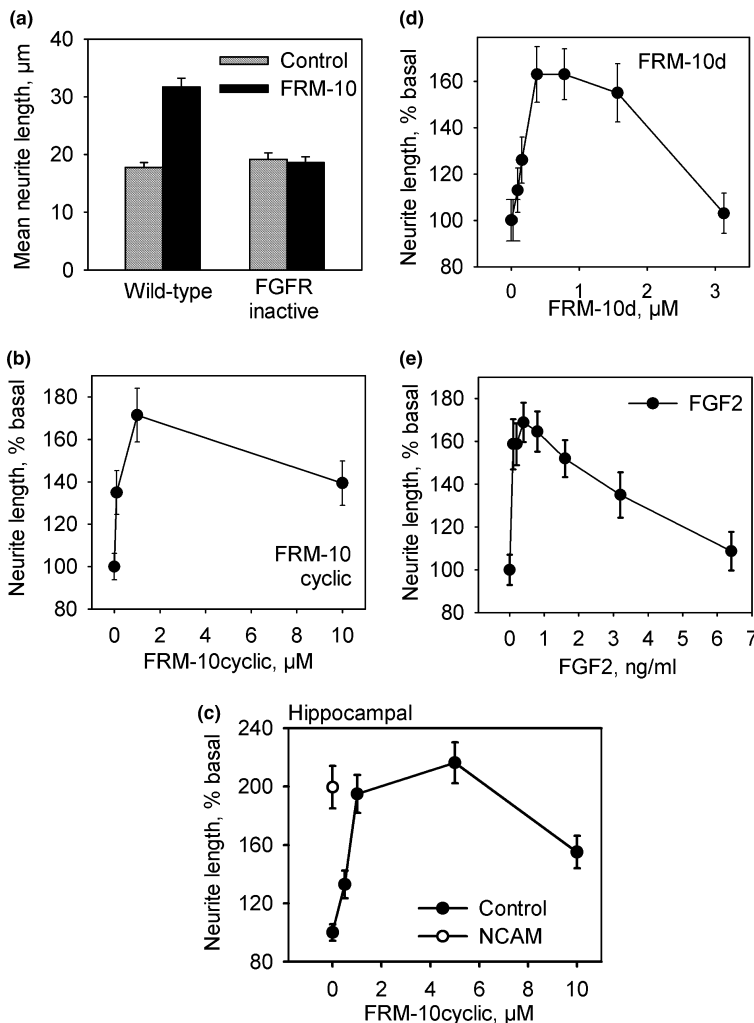 (a)
Mean neurite length, µm
40
30
20
10
0
Control
FRM-10
Wild-type
FGFR
inactive
(b)
Neurite length, % basal
180
160
140
120
100
80
FRM-10
cyclic
0 2 4 6 8 10
FRM-10cyclic, µM
(c)
Hippocampal
Neurite length, % basal
240
200
160
120
80
Control
NCAM
0 2 4 6 8 10
FRM-10cyclic, µM
(d)
Neurite length, % basal
160
140
120
100
80
FRM-10d
0 1 2 3
FRM-10d, µM
(e)
Neurite length, % basal
180
160
140
120
100
80
FGF2
0 1 2 3 4 5 6 7
FGF2, ng/ml